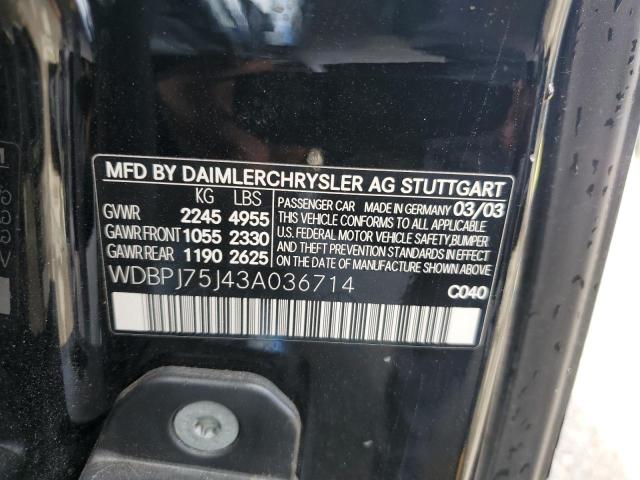 MFD BY DAIMLERCHRYSLER AG STUTTGART
KG LBS
GVWR 2245 4955
GAWR FRONT 1055 2330
GAWR REAR 1190 2625
PASSENGER CAR MADE IN GERMANY 03/03
THIS VEHICLE CONFORMS TO ALL APPLICABLE
U.S. FEDERAL MOTOR VEHICLE SAFETY, BUMPER
AND THEFT PREVENTION STANDARDS IN EFFECT
ON THE DATE OF MANUFACTURE SHOWN ABOVE
WDBPJ75J43A036714
C040